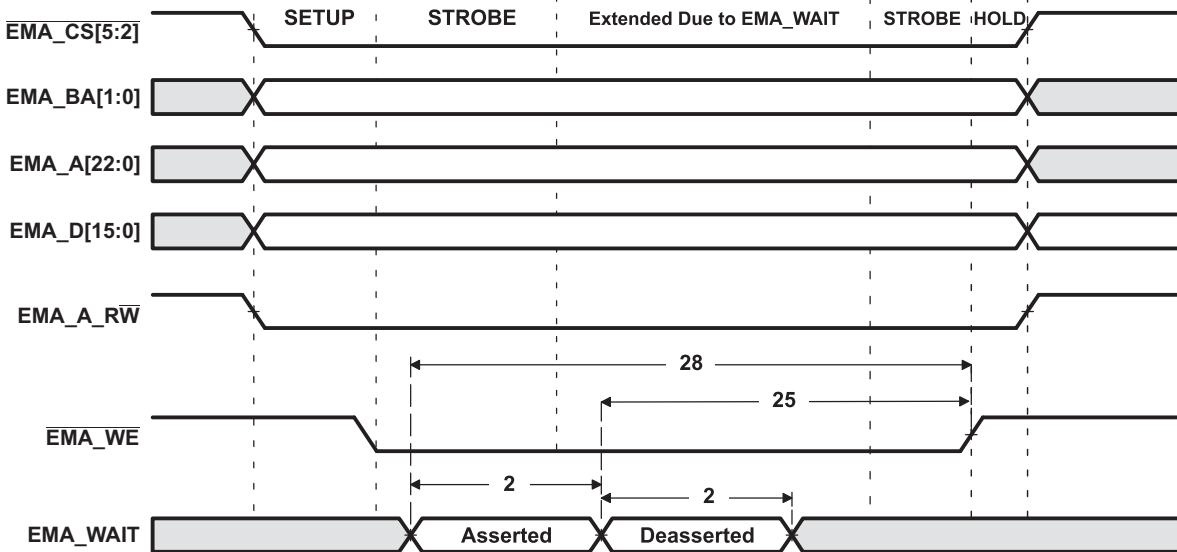 SETUP STROBE Extended Due to EMA_WAIT STROBE HOLD
EMA_CS[5:2]
EMA_BA[1:0]
EMA_A[22:0]
EMA_D[15:0]
EMA_A_RW
28
25
EMA_WE
2
2
EMA_WAIT Asserted Deasserted